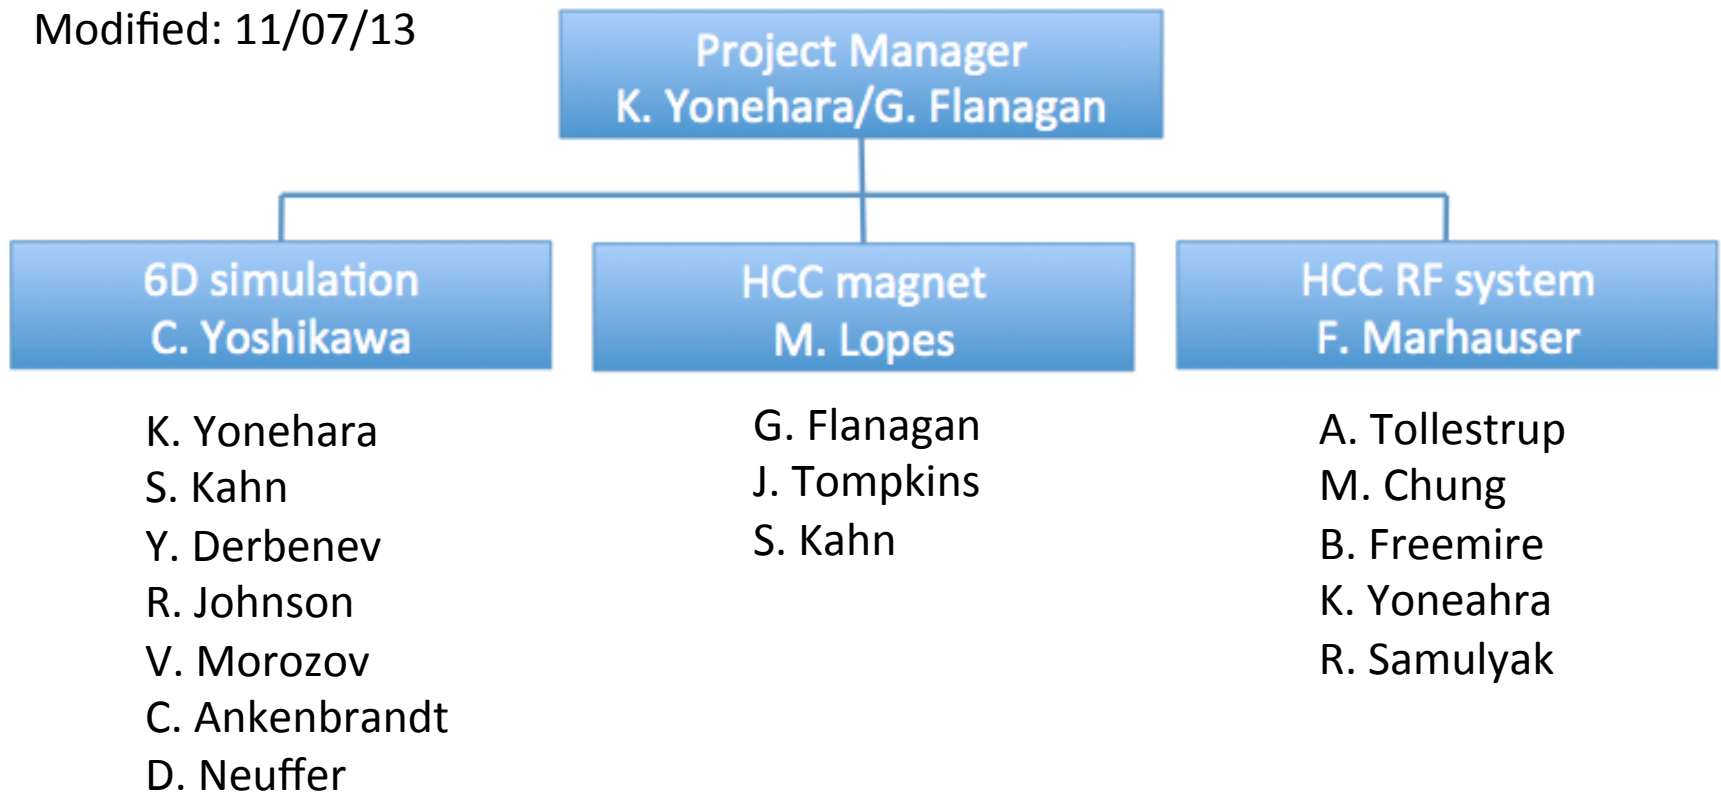 Modified: 11/07/13
Project Manager
K. Yonehara/G. Flanagan
6D simulation
C. Yoshikawa
K. Yonehara
S. Kahn
Y. Derbenev
R. Johnson
V. Morozov
C. Ankenbrandt
D. Neuffer
HCC magnet
M. Lopes
G. Flanagan
J. Tompkins
S. Kahn
HCC RF system
F. Marhauser
A. Tollestrup
M. Chung
B. Freemire
K. Yoneahra
R. Samulyak